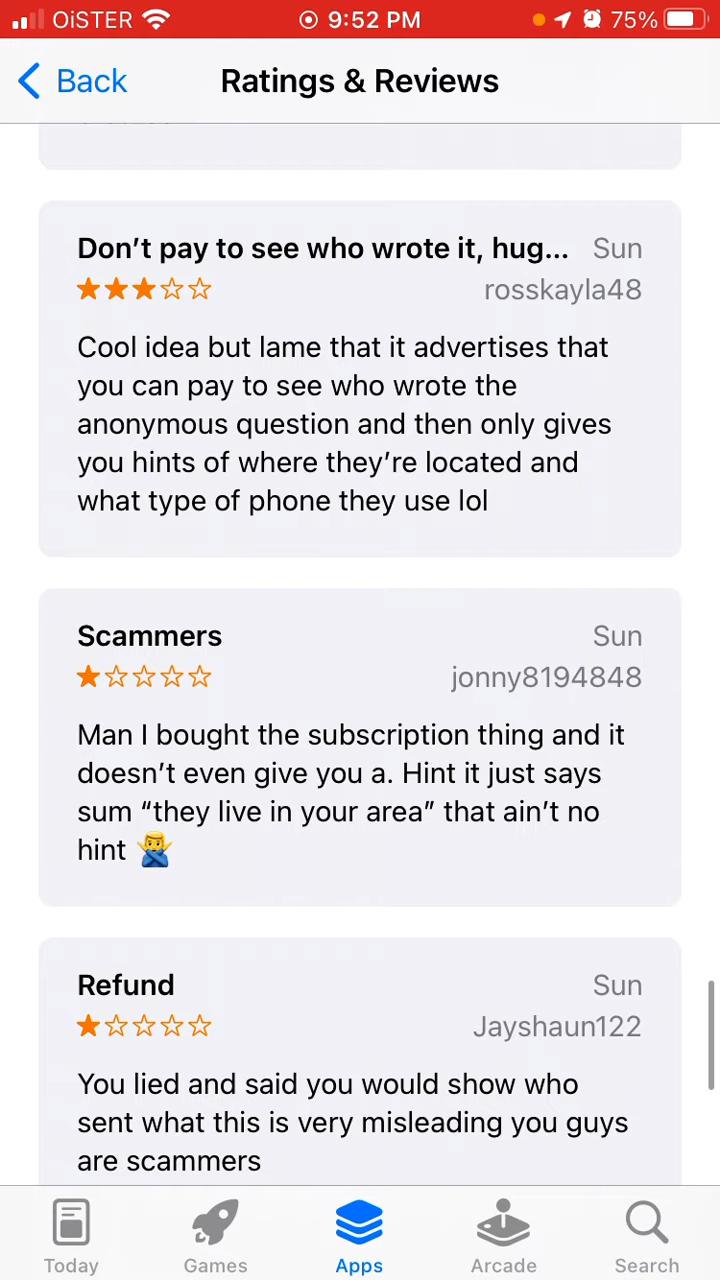 OiSTER 9:52 PM 75%
Back Ratings & Reviews
Don’t pay to see who wrote it, hug... Sun
rosskayla48
Cool idea but lame that it advertises that
you can pay to see who wrote the
anonymous question and then only gives
you hints of where they’re located and
what type of phone they use lol
Scammers Sun
jonny8194848
Man I bought the subscription thing and it
doesn’t even give you a. Hint it just says
sum “they live in your area” that ain’t no
hint 🙅‍♂️
Refund Sun
Jayshaun122
You lied and said you would show who
sent what this is very misleading you guys
are scammers
Today Games Apps Arcade Search